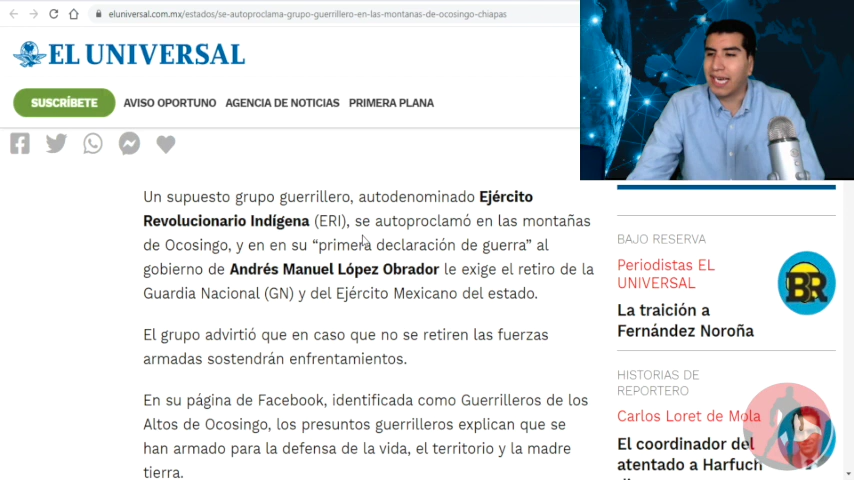 eluniversal.com.mx/estados/se-autoproclama-grupo-guerrillero-en-las-montanas-de-ocosingo-chiapas
EL UNIVERSAL
SUSCRÍBETE AVISO OPORTUNO AGENCIA DE NOTICIAS PRIMERA PLANA
Un supuesto grupo guerrillero, autodenominado Ejército
Revolucionario Indígena (ERI), se autoproclamó en las montañas
de Ocosingo, y en en su “primera declaración de guerra” al
gobierno de Andrés Manuel López Obrador le exige el retiro de la
Guardia Nacional (GN) y del Ejército Mexicano del estado.
El grupo advirtió que en caso que no se retiren las fuerzas
armadas sostendrán enfrentamientos.
En su página de Facebook, identificada como Guerrilleros de los
Altos de Ocosingo, los presuntos guerrilleros explican que se
han armado para la defensa de la vida, el territorio y la madre
tierra.
BAJO RESERVA
Periodistas EL
UNIVERSAL
La traición a
Fernández Noroña
BR
HISTORIAS DE
REPORTERO
Carlos Loret de Mola
El coordinador del
atentado a Harfuch